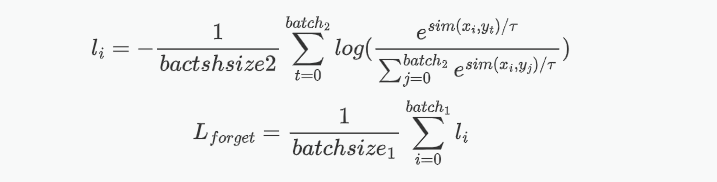 l_i = -\frac{1}{bactshsize2} \sum_{t=0}^{batch_2} log(\frac{e^{sim(x_i,y_t)/\tau}}{\sum_{j=0}^{batch_2} e^{sim(x_i,y_j)/\tau}})
L_{forget} = \frac{1}{batchsize_1} \sum_{i=0}^{batch_1} l_i